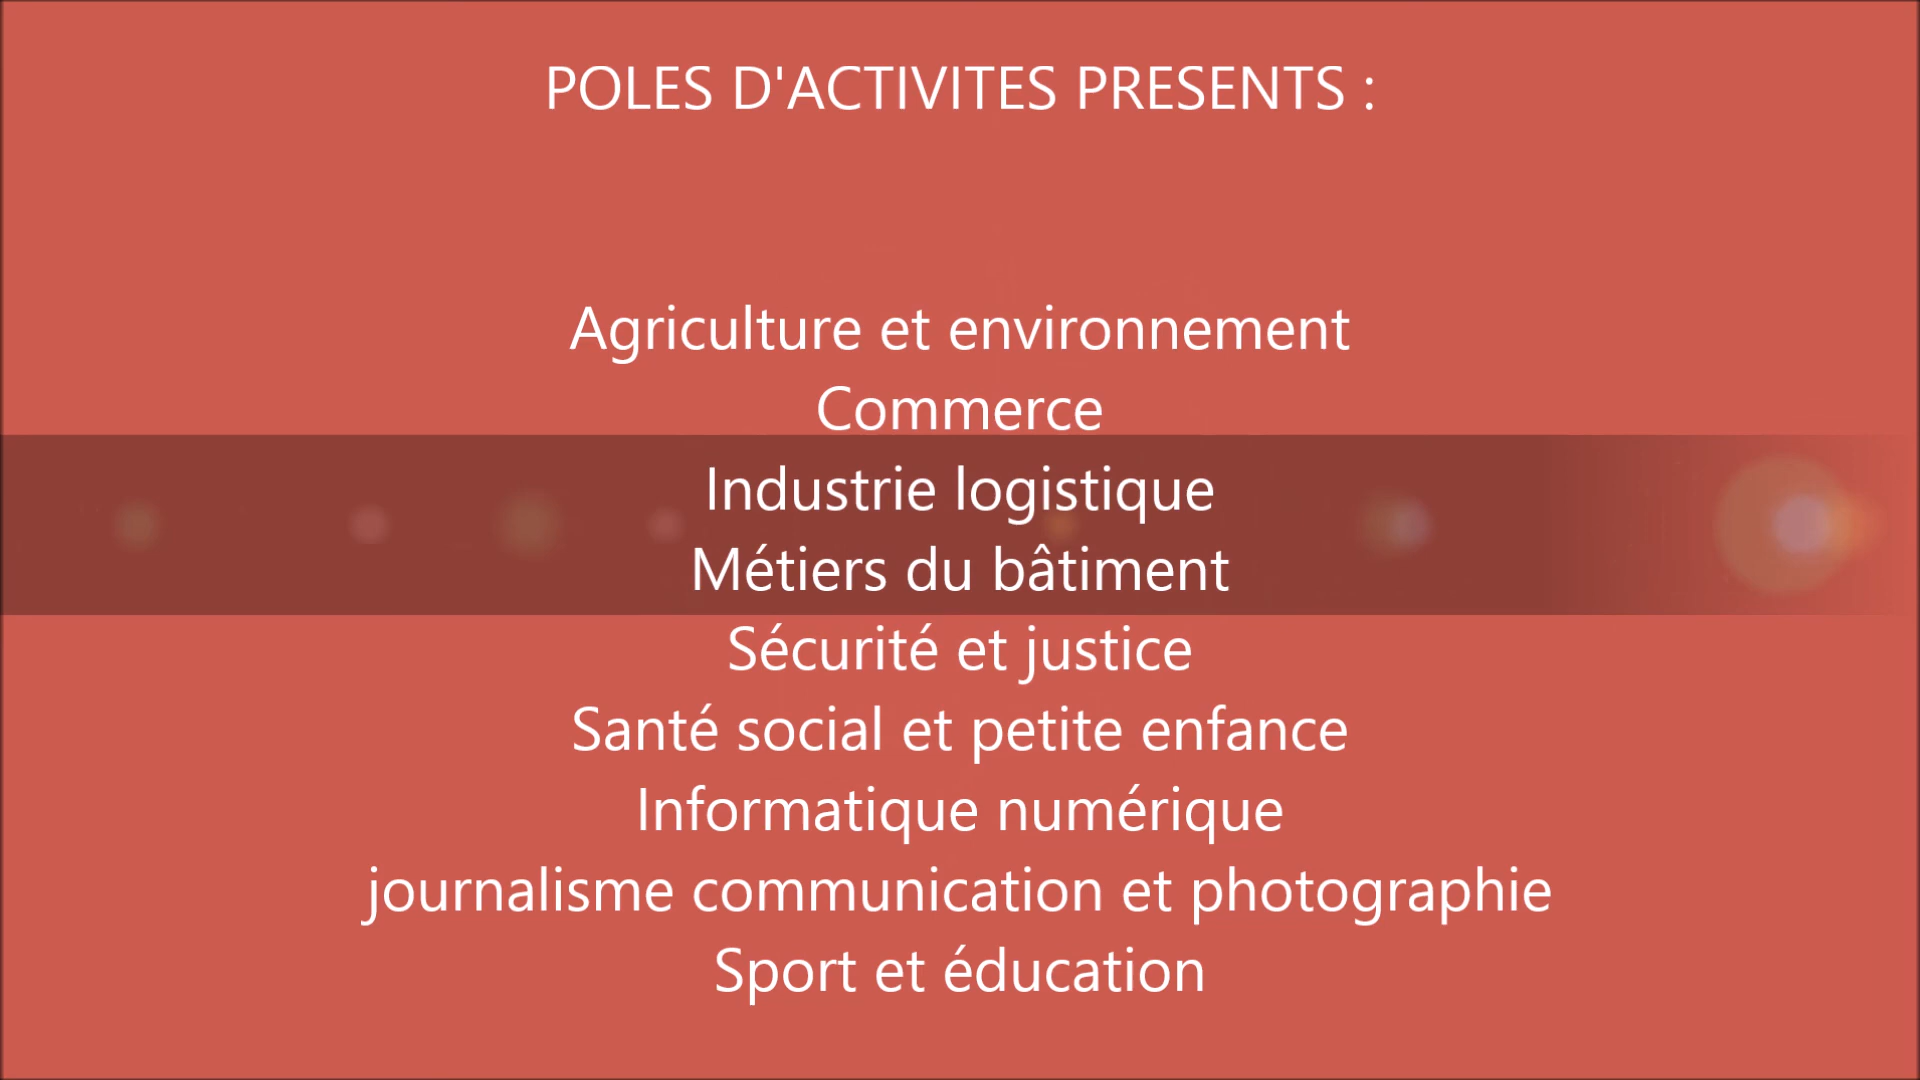 POLES D'ACTIVITES PRESENTS :
Agriculture et environnement
Commerce
Industrie logistique
Métiers du bâtiment
Sécurité et justice
Santé social et petite enfance
Informatique numérique
journalisme communication et photographie
Sport et éducation